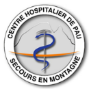 CENTRE HOSPITALIER DE PAU
SECOURS EN MONTAGNE